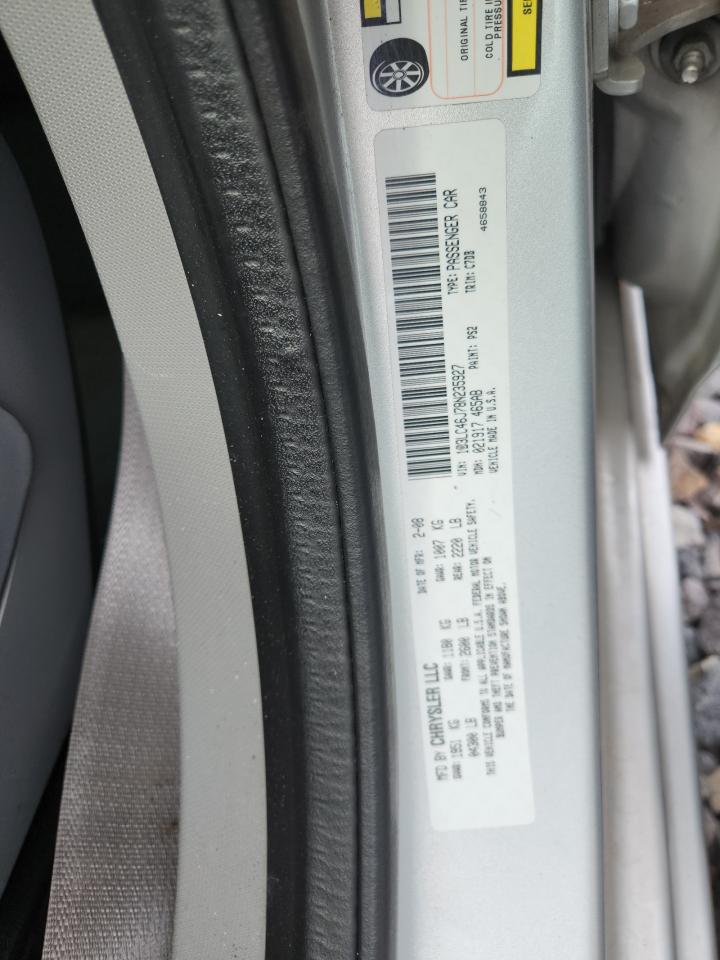 ORIGINAL TIRE
COLD TIRE
PRESSU
SE
MFD BY CHRYSLER LLC DATE OF MFR: 2-08
GVWR: 1951 KG GAWR: 1180 KG GAWR: 1007 KG
04300 LB FRONT: 2600 LB REAR: 2220 LB
THIS VEHICLE CONFORMS TO ALL APPLICABLE U.S.A. FEDERAL MOTOR VEHICLE SAFETY,
BUMPER AND THEFT PREVENTION STANDARDS IN EFFECT ON
THE DATE OF MANUFACTURE SHOWN ABOVE.
VIN: 1B3LC46J78N235927 TYPE: PASSENGER CAR
MDH: 021917 465AB PAINT: PS2 TRIM: C7DB
VEHICLE MADE IN U.S.A. 4658843